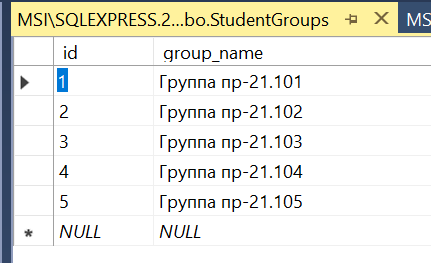 MSI\SQLEXPRESS.2...bo.StudentGroups MS
id group_name
1 Группа пр-21.101
2 Группа пр-21.102
3 Группа пр-21.103
4 Группа пр-21.104
5 Группа пр-21.105
* NULL NULL